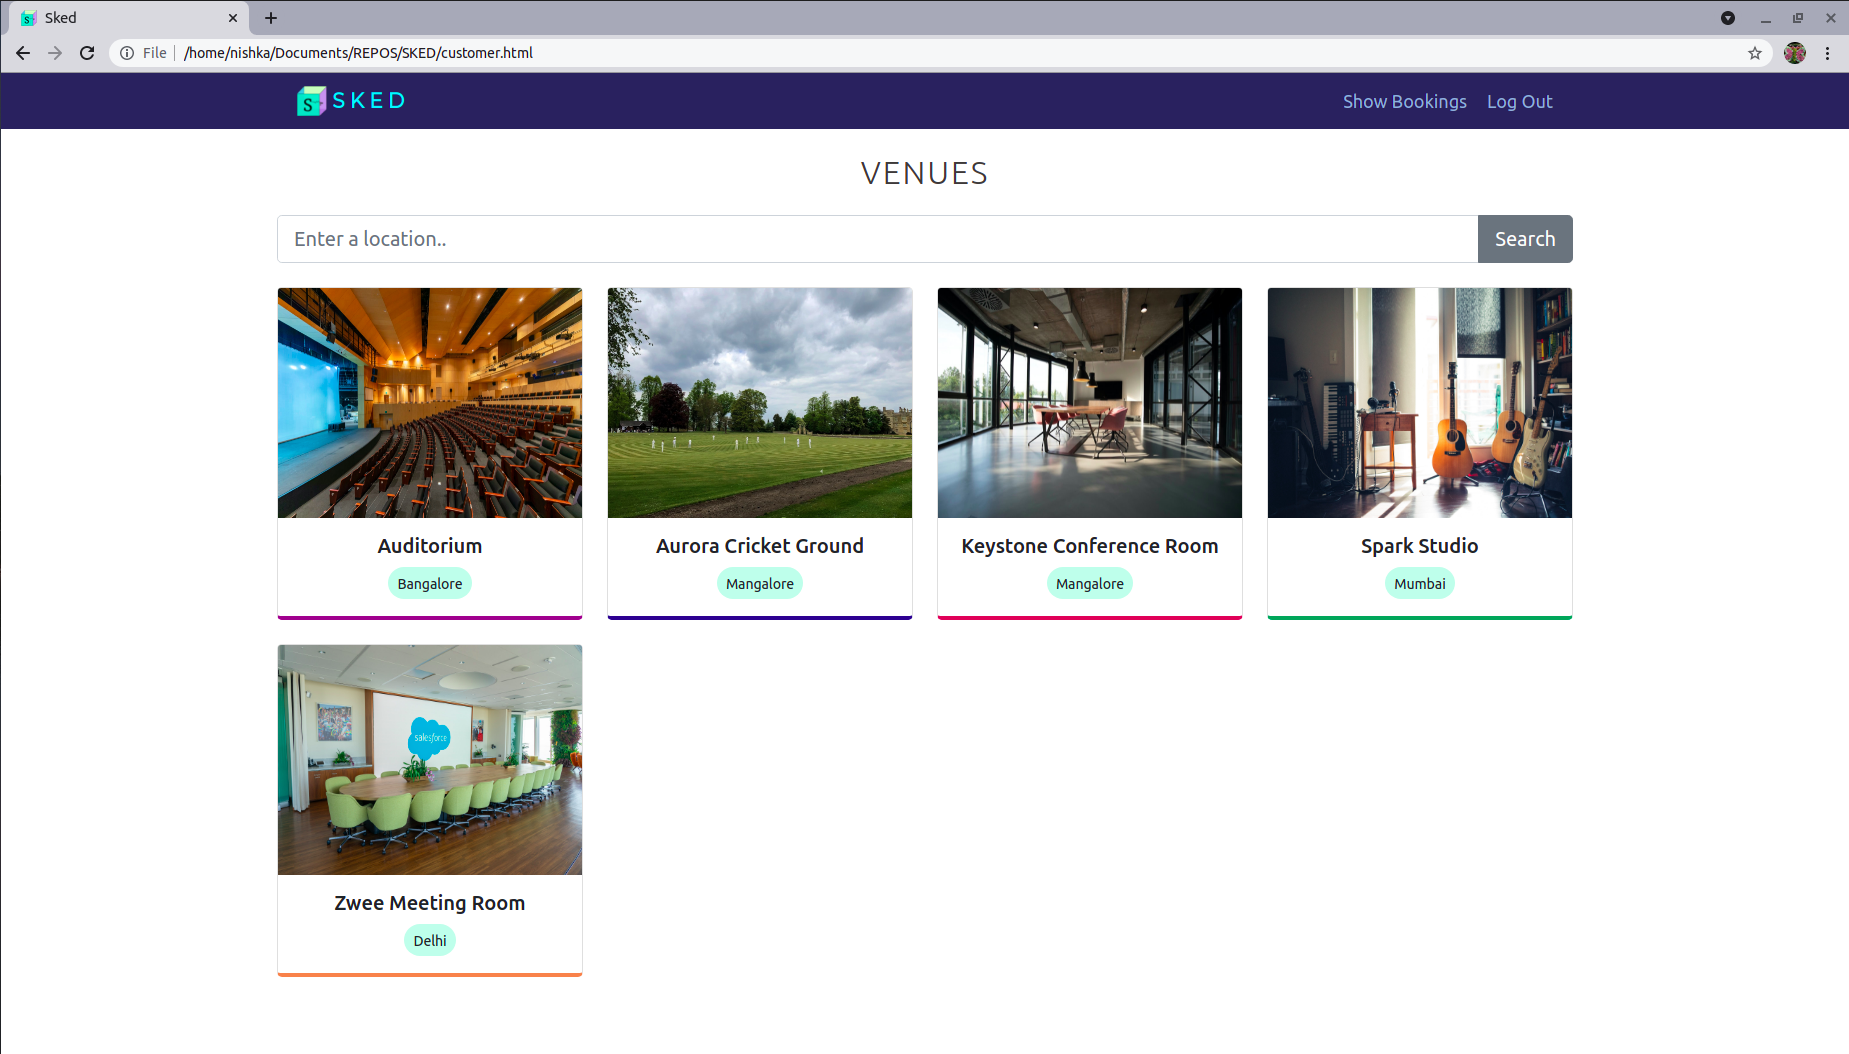 Sked
File
/home/nishka/Documents/REPOS/SKED/customer.html
S
SKED
Show Bookings
Log Out
VENUES
Enter a location..
Search
Auditorium
Bangalore
Aurora Cricket Ground
Mangalore
Keystone Conference Room
Mangalore
Spark Studio
Mumbai
salesforce
Zwee Meeting Room
Delhi